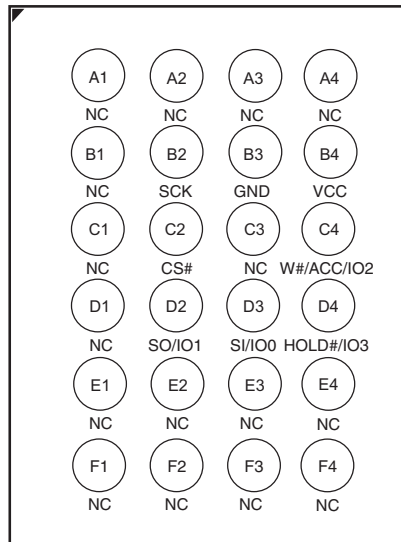 A1 A2 A3 A4
NC NC NC NC
B1 B2 B3 B4
NC SCK GND VCC
C1 C2 C3 C4
NC CS# NC W#/ACC/IO2
D1 D2 D3 D4
NC SO/IO1 SI/IO0 HOLD#/IO3
E1 E2 E3 E4
NC NC NC NC
F1 F2 F3 F4
NC NC NC NC